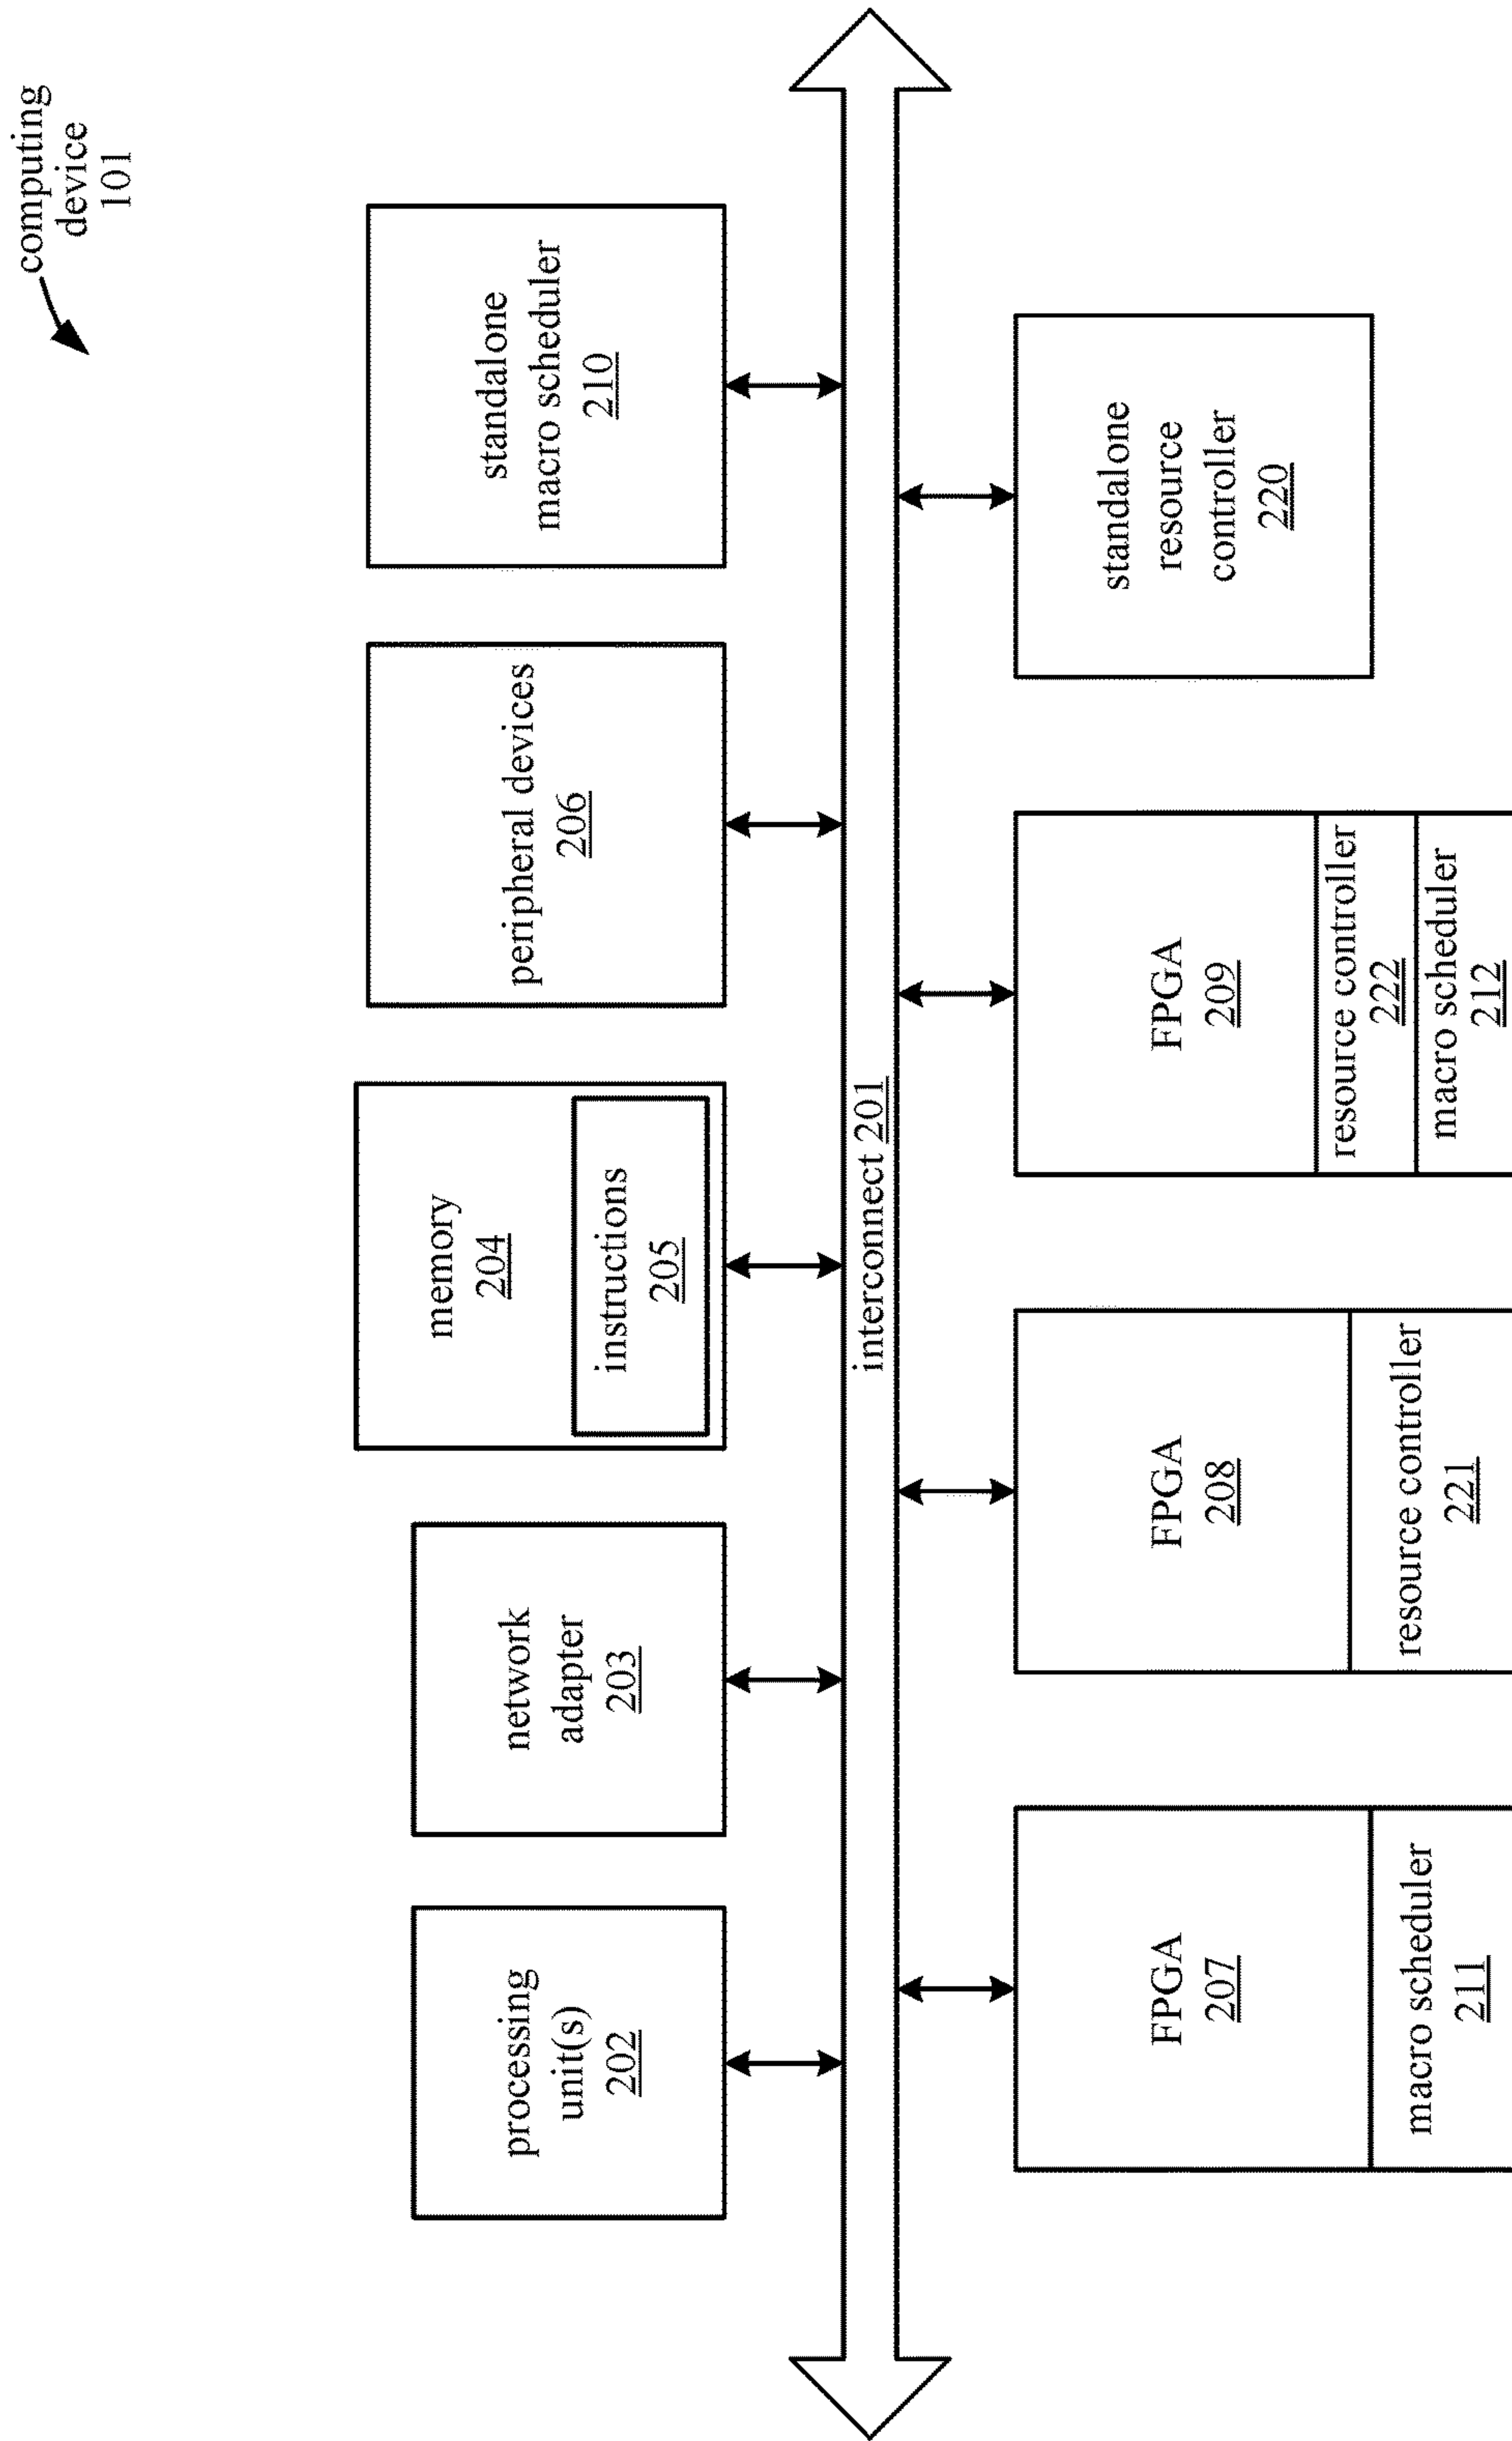 computing
device
101
processing
unit(s)
202
network
adapter
203
memory
204
instructions
205
peripheral devices
206
standalone
macro scheduler
210
interconnect 201
FPGA
207
macro scheduler
211
FPGA
208
resource controller
221
FPGA
209
resource controller
222
macro scheduler
212
standalone
resource
controller
220